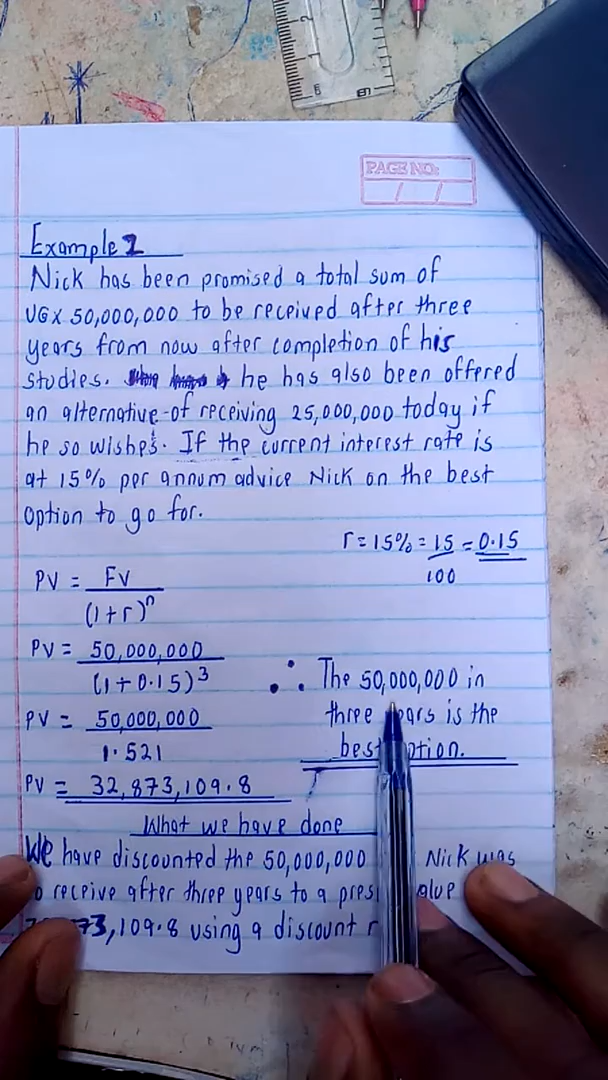 PAGE NO:
Example 2
Nick has been promised a total sum of
UGX 50,000,000 to be received after three
years from now after completion of his
studies. he has also been offered
an alternative of receiving 25,000,000 today if
he so wishes. If the current interest rate is
at 15% per annum advice Nick on the best
option to go for.
r = 15% = 15/100 = 0.15
PV = FV
(1+r)^n
PV = 50,000,000
(1+0.15)^3
PV = 50,000,000
1.521
PV = 32,873,109.8
∴ The 50,000,000 in
three years is the
best option.
What we have done
We have discounted the 50,000,000 Nick was
receive after three years to a
73,109.8 using a discount